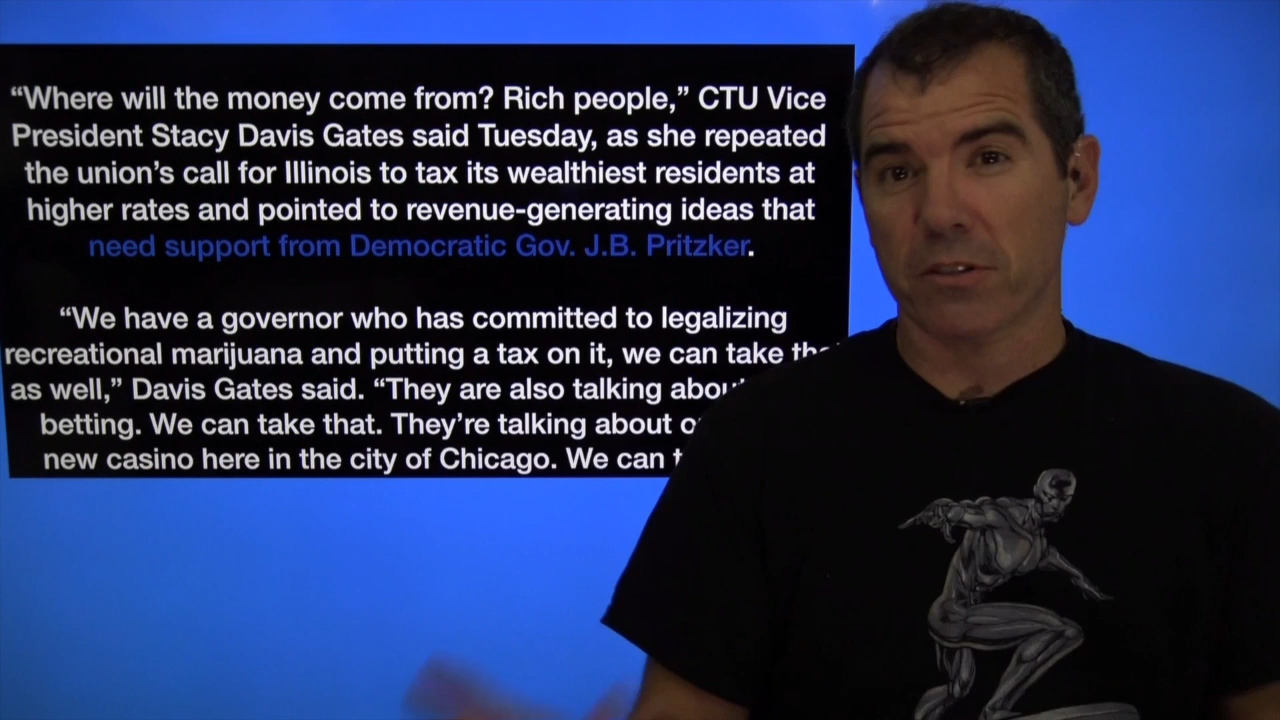 “Where will the money come from? Rich people,” CTU Vice
President Stacy Davis Gates said Tuesday, as she repeated
the union’s call for Illinois to tax its wealthiest residents at
higher rates and pointed to revenue-generating ideas that
need support from Democratic Gov. J.B. Pritzker.
“We have a governor who has committed to legalizing
recreational marijuana and putting a tax on it, we can take
as well,” Davis Gates said. “They are also talking
betting. We can take that. They’re talking about
new casino here in the city of Chicago. We can